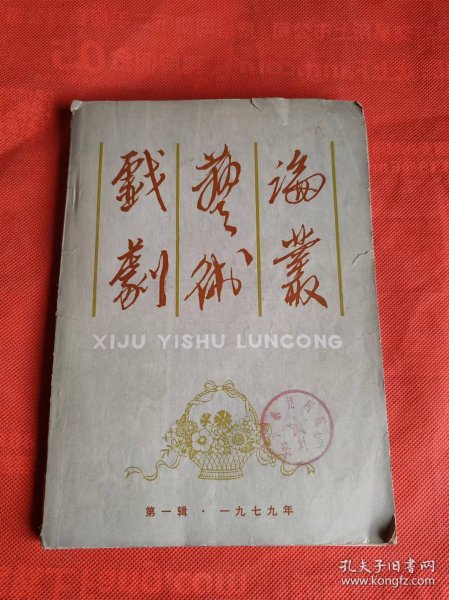 戲劇
藝術
論叢
XIJU YISHU LUNCONG
第一辑·一九七九年
孔夫子旧书网
www.kongfz.com